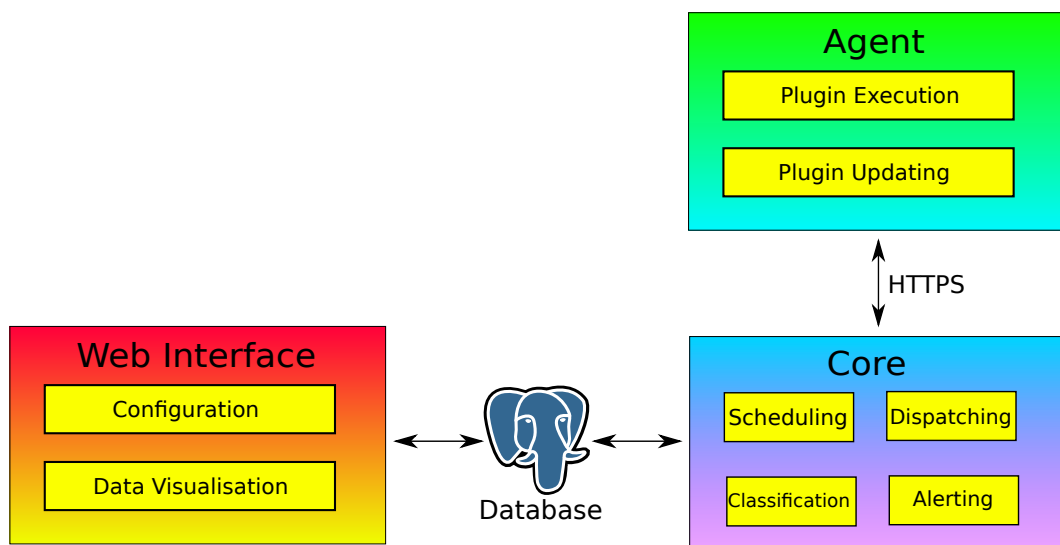 Agent
Plugin Execution
Plugin Updating
HTTPS
Web Interface
Configuration
Data Visualisation
Database
Core
Scheduling
Dispatching
Classification
Alerting